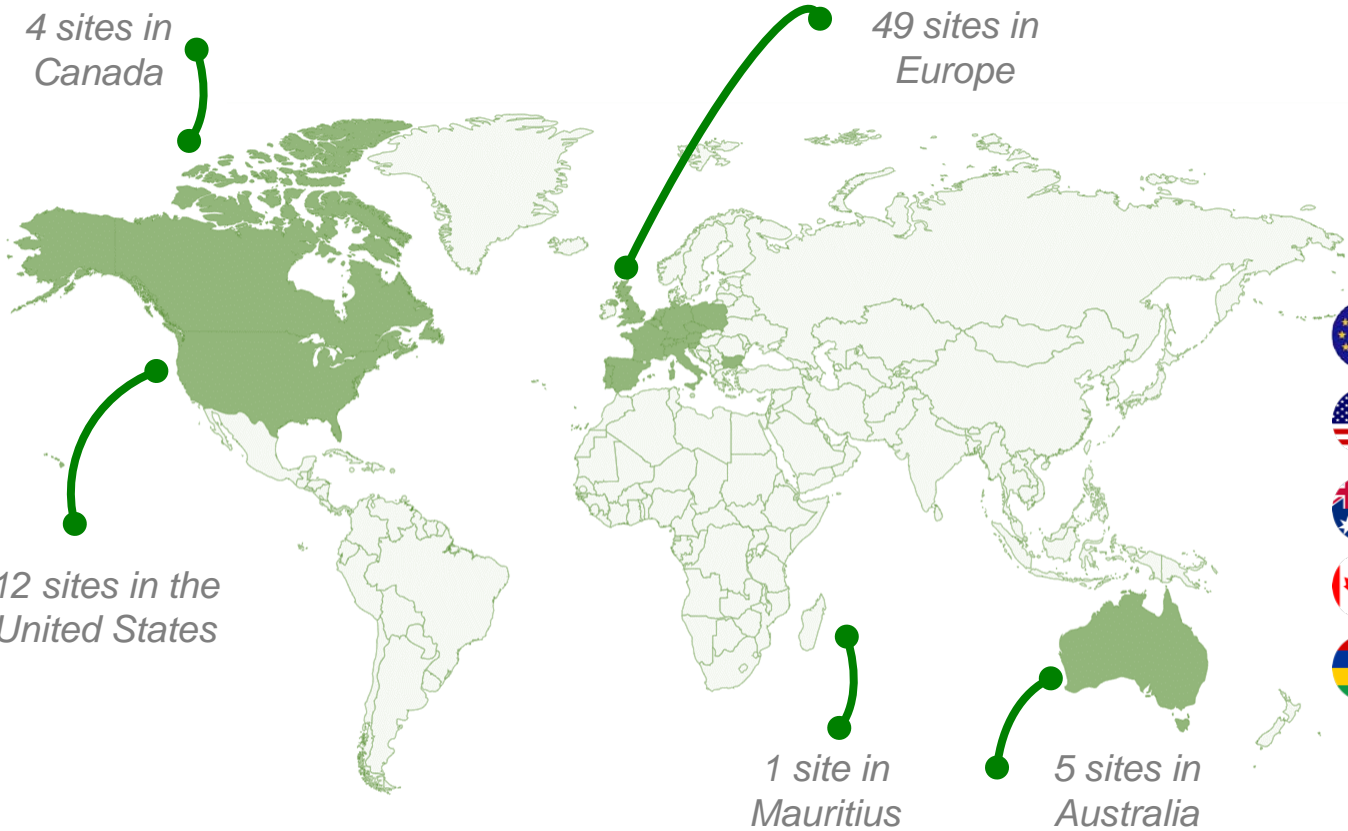 4 sites in
Canada
49 sites in
Europe
12 sites in the
United States
1 site in
Mauritius
5 sites in
Australia